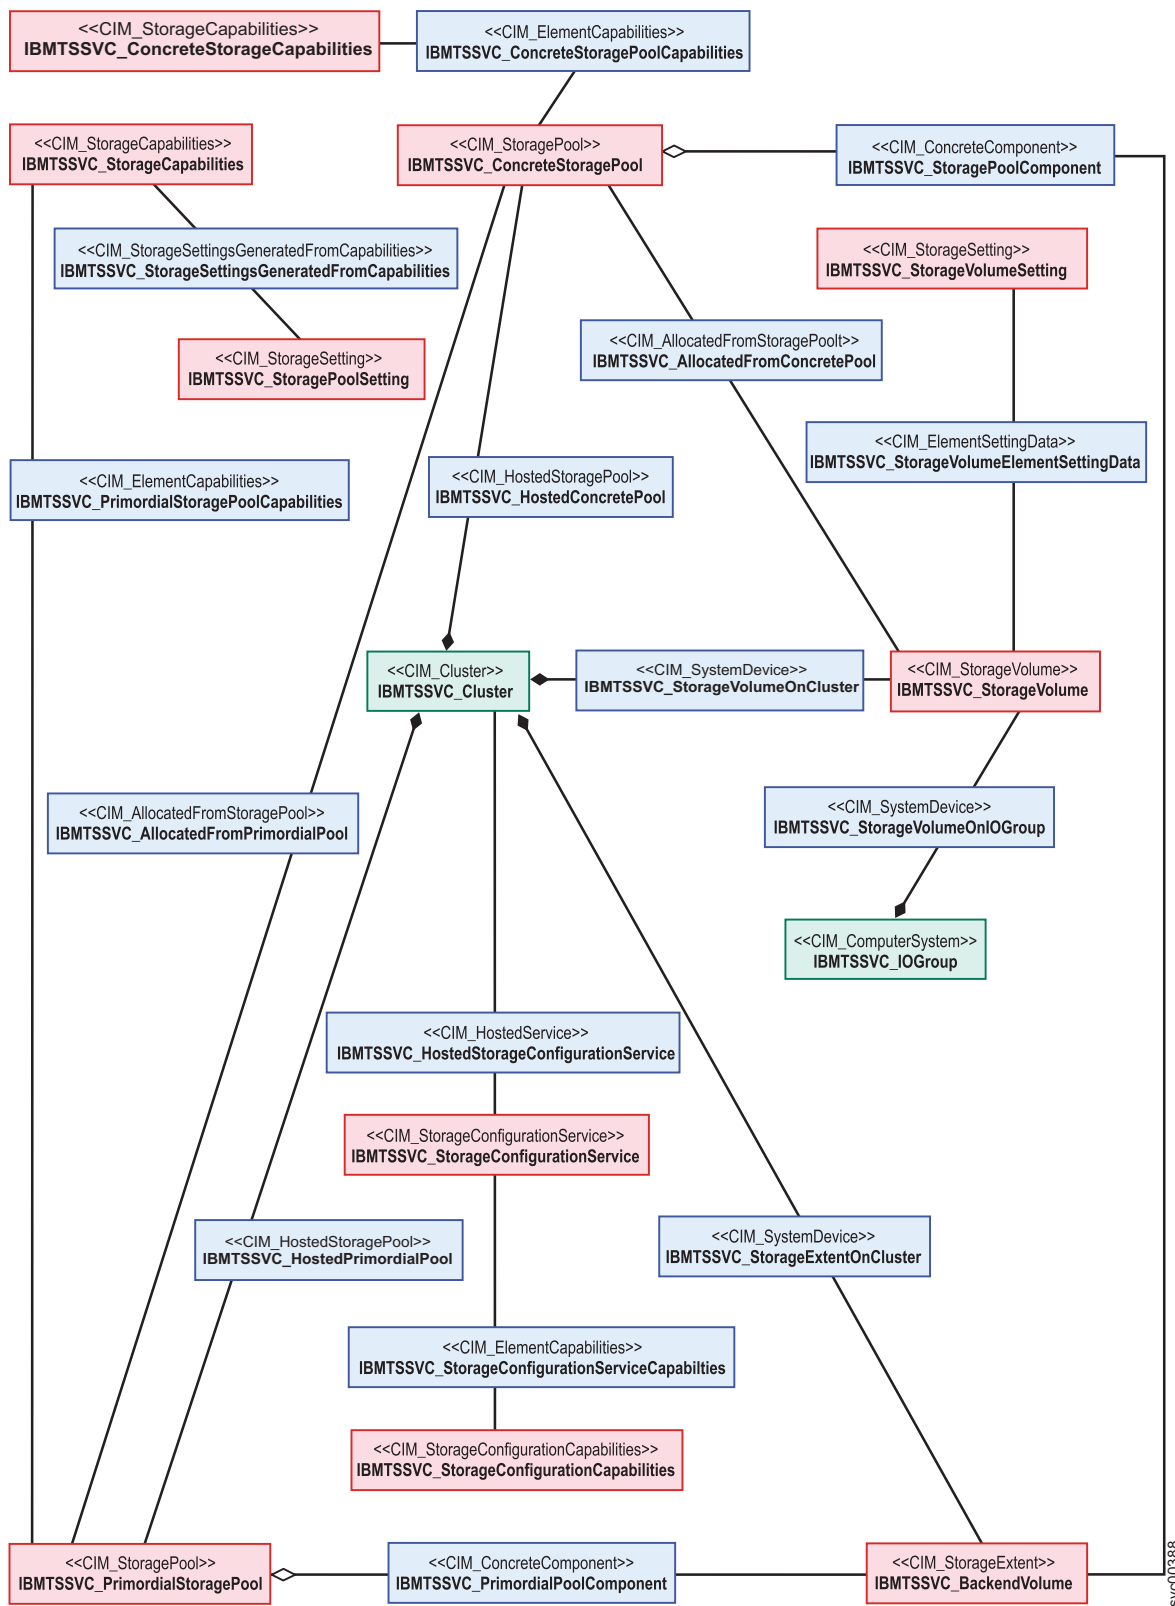 <<CIM_StorageCapabilities>>
IBMTSSVC_ConcreteStorageCapabilities
<<CIM_ElementCapabilities>>
IBMTSSVC_ConcreteStoragePoolCapabilities
<<CIM_StorageCapabilities>>
IBMTSSVC_StorageCapabilities
<<CIM_StoragePool>>
IBMTSSVC_ConcreteStoragePool
<<CIM_ConcreteComponent>>
IBMTSSVC_StoragePoolComponent
<<CIM_StorageSettingsGeneratedFromCapabilities>>
IBMTSSVC_StorageSettingsGeneratedFromCapabilities
<<CIM_StorageSetting>>
IBMTSSVC_StorageVolumeSetting
<<CIM_StorageSetting>>
IBMTSSVC_StoragePoolSetting
<<CIM_AllocatedFromStoragePoolt>>
IBMTSSVC_AllocatedFromConcretePool
<<CIM_ElementSettingData>>
IBMTSSVC_StorageVolumeElementSettingData
<<CIM_ElementCapabilities>>
IBMTSSVC_PrimordialStoragePoolCapabilities
<<CIM_HostedStoragePool>>
IBMTSSVC_HostedConcretePool
<<CIM_Cluster>>
IBMTSSVC_Cluster
<<CIM_SystemDevice>>
IBMTSSVC_StorageVolumeOnCluster
<<CIM_StorageVolume>>
IBMTSSVC_StorageVolume
<<CIM_AllocatedFromStoragePool>>
IBMTSSVC_AllocatedFromPrimordialPool
<<CIM_SystemDevice>>
IBMTSSVC_StorageVolumeOnIOGroup
<<CIM_ComputerSystem>>
IBMTSSVC_IOGroup
<<CIM_HostedService>>
IBMTSSVC_HostedStorageConfigurationService
<<CIM_StorageConfigurationService>>
IBMTSSVC_StorageConfigurationService
<<CIM_HostedStoragePool>>
IBMTSSVC_HostedPrimordialPool
<<CIM_SystemDevice>>
IBMTSSVC_StorageExtentOnCluster
<<CIM_ElementCapabilities>>
IBMTSSVC_StorageConfigurationServiceCapabilties
<<CIM_StorageConfigurationCapabilities>>
IBMTSSVC_StorageConfigurationCapabilities
<<CIM_StoragePool>>
IBMTSSVC_PrimordialStoragePool
<<CIM_ConcreteComponent>>
IBMTSSVC_PrimordialPoolComponent
<<CIM_StorageExtent>>
IBMTSSVC_BackendVolume
svc00388